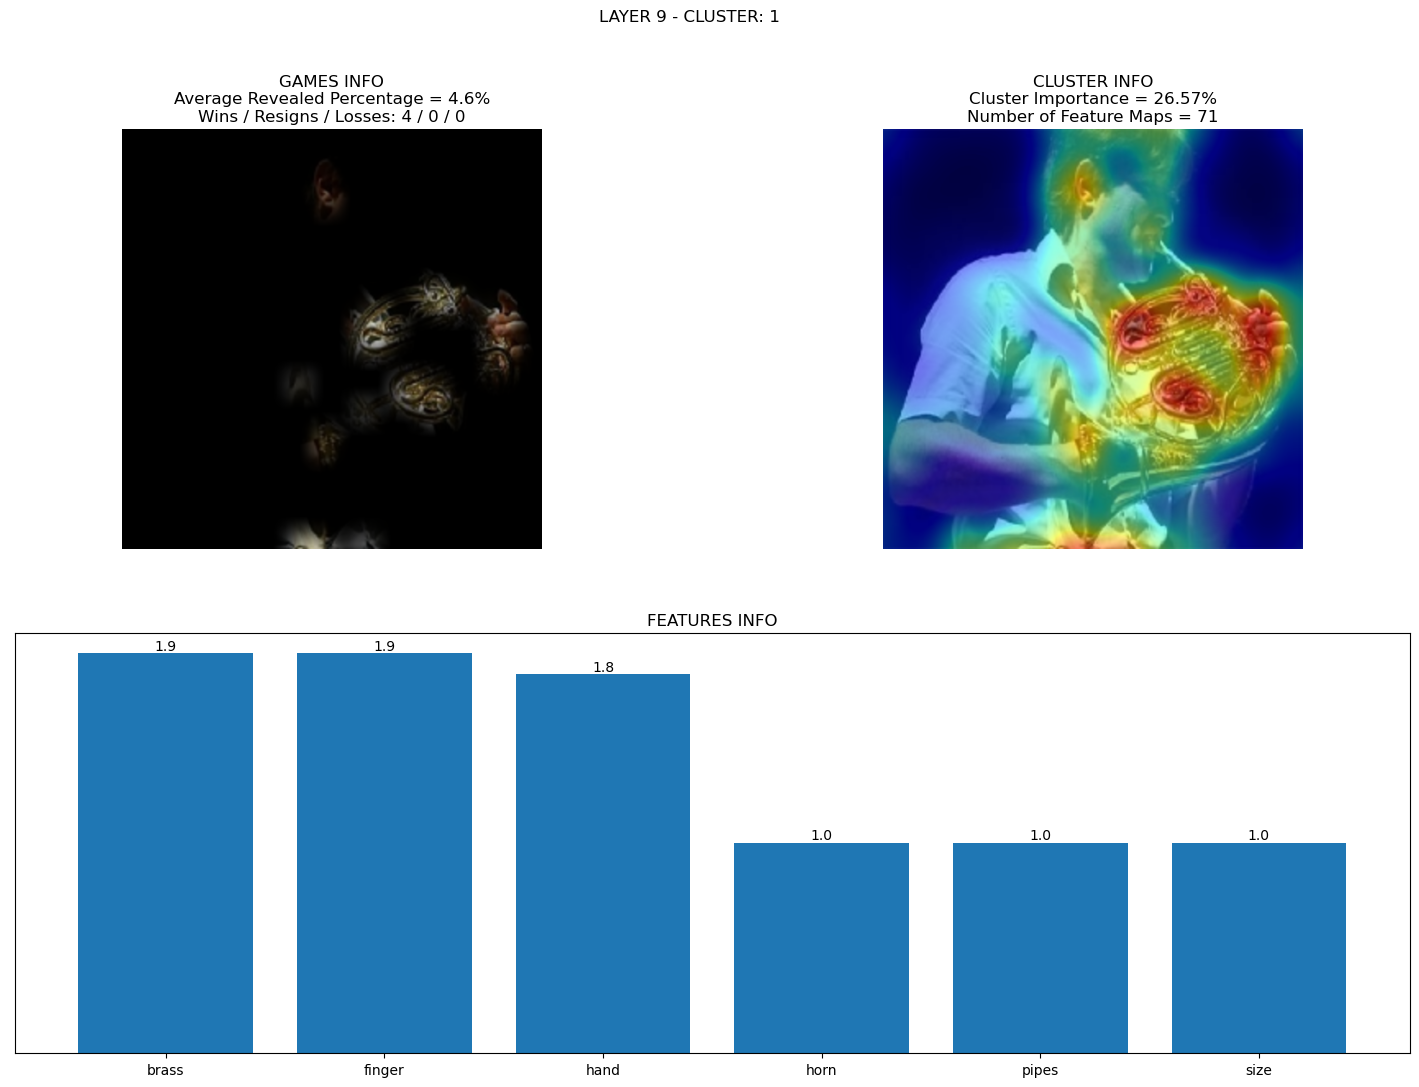 LAYER 9 - CLUSTER: 1
GAMES INFO
Average Revealed Percentage = 4.6%
Wins / Resigns / Losses: 4 / 0 / 0
CLUSTER INFO
Cluster Importance = 26.57%
Number of Feature Maps = 71
FEATURES INFO
1.9 1.9 1.8 1.0 1.0 1.0
brass finger hand horn pipes size